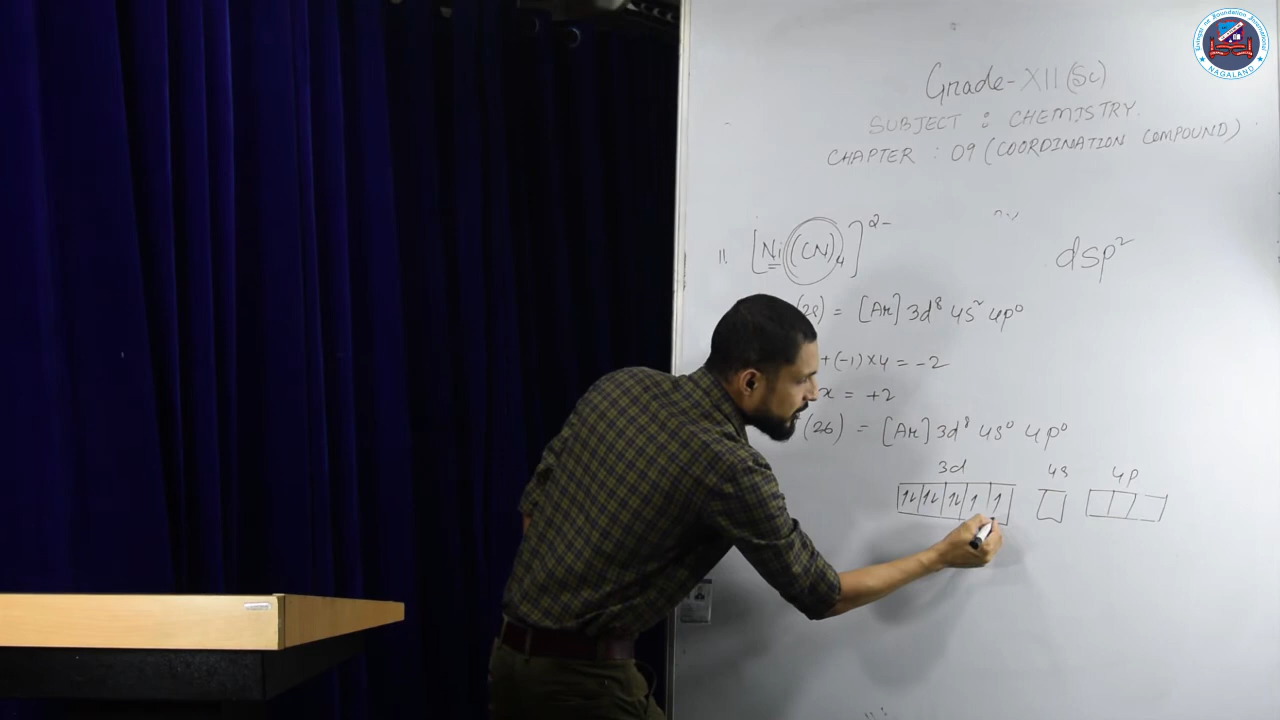 Grade-XII (Sc)
SUBJECT : CHEMISTRY.
CHAPTER : 09 (COORDINATION COMPOUND)
11. [Ni(CN)4]2-
dsp2
(28) = [Ar] 3d8 4s2 4p0
+(-1)×4 = -2
x = +2
(26) = [Ar] 3d8 4s0 4p0
3d 4s 4p
NAGALAND